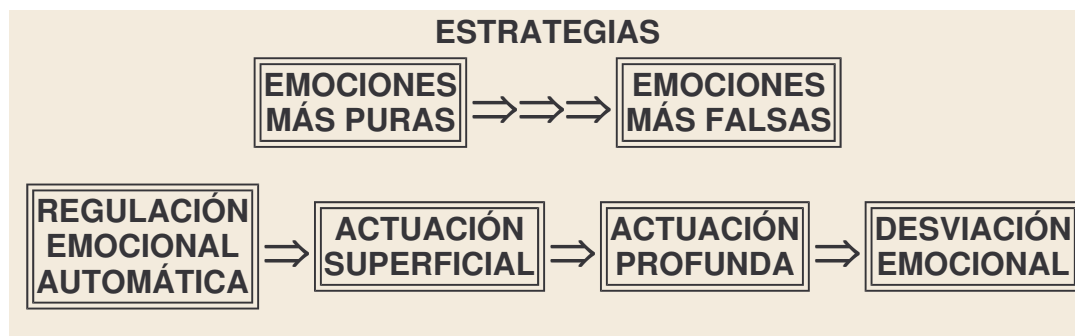 ESTRATEGIAS
EMOCIONES
MÁS PURAS
EMOCIONES
MÁS FALSAS
REGULACIÓN
EMOCIONAL
AUTOMÁTICA
ACTUACIÓN
SUPERFICIAL
ACTUACIÓN
PROFUNDA
DESVIACIÓN
EMOCIONAL